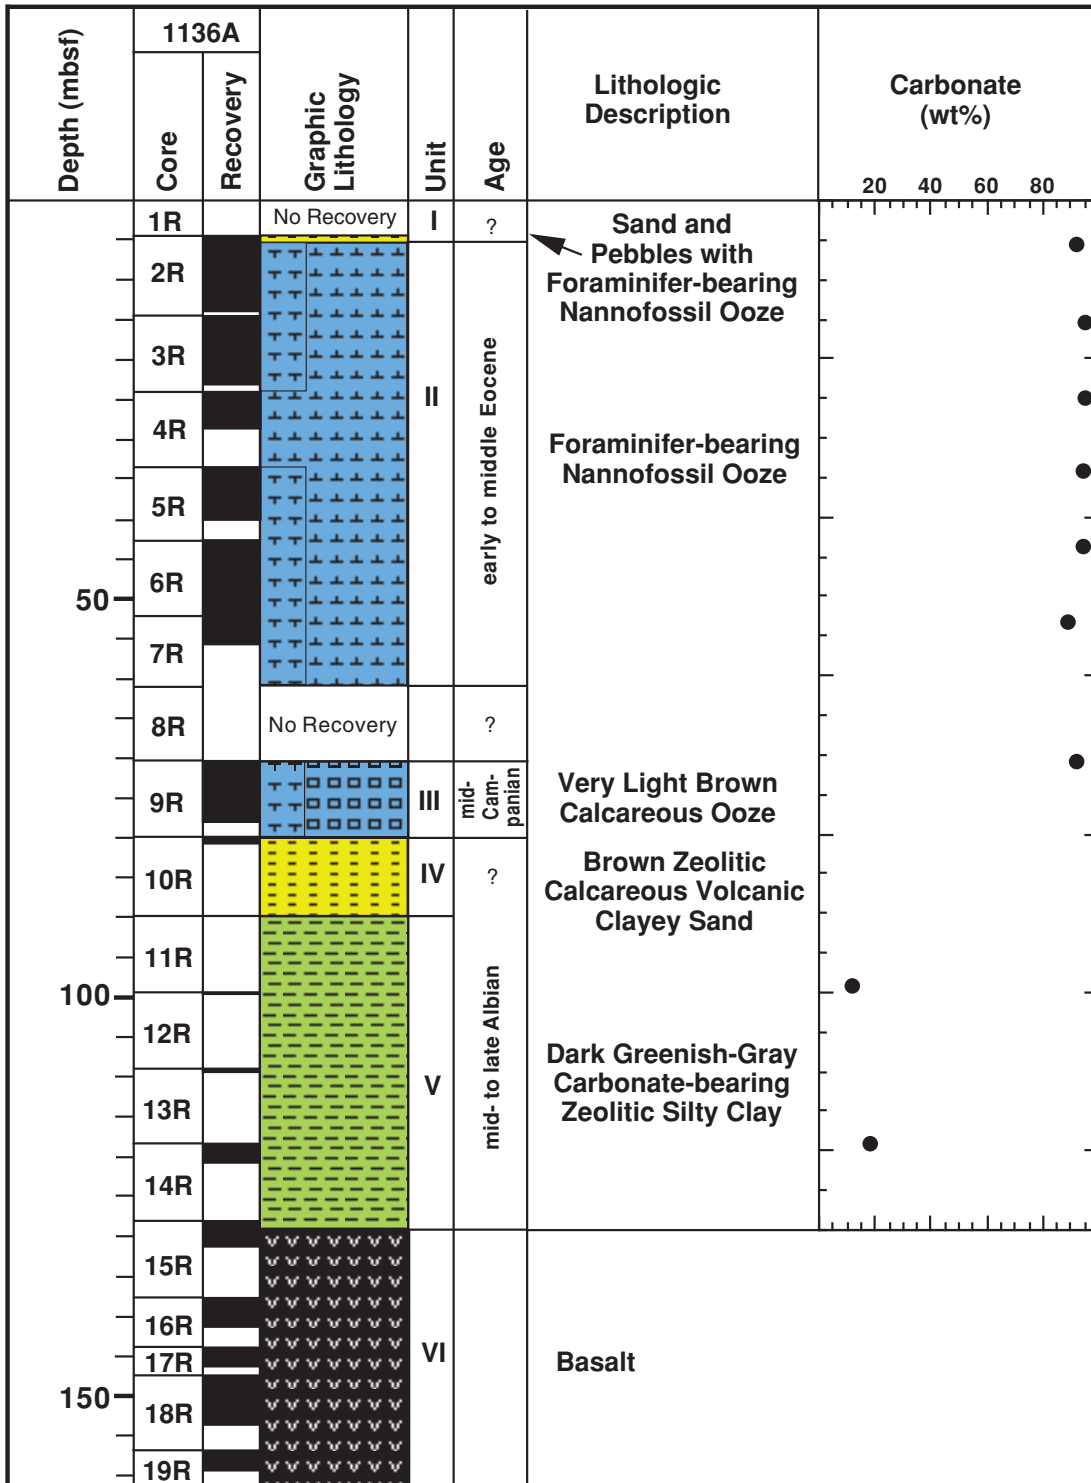 1136A
Depth (mbsf)
Core
Recovery
Graphic
Lithology
Unit
Age
Lithologic
Description
Carbonate
(wt%)
20 40 60 80
1R
No Recovery
I
?
Sand and
Pebbles with
Foraminifer-bearing
Nannofossil Ooze
2R
3R
4R
5R
6R
7R
50
II
early to middle Eocene
Foraminifer-bearing
Nannofossil Ooze
8R
No Recovery
?
9R
III
mid-
Cam-
panian
Very Light Brown
Calcareous Ooze
10R
IV
?
Brown Zeolitic
Calcareous Volcanic
Clayey Sand
11R
100
12R
13R
14R
V
mid- to late Albian
Dark Greenish-Gray
Carbonate-bearing
Zeolitic Silty Clay
15R
16R
17R
150
18R
19R
VI
Basalt